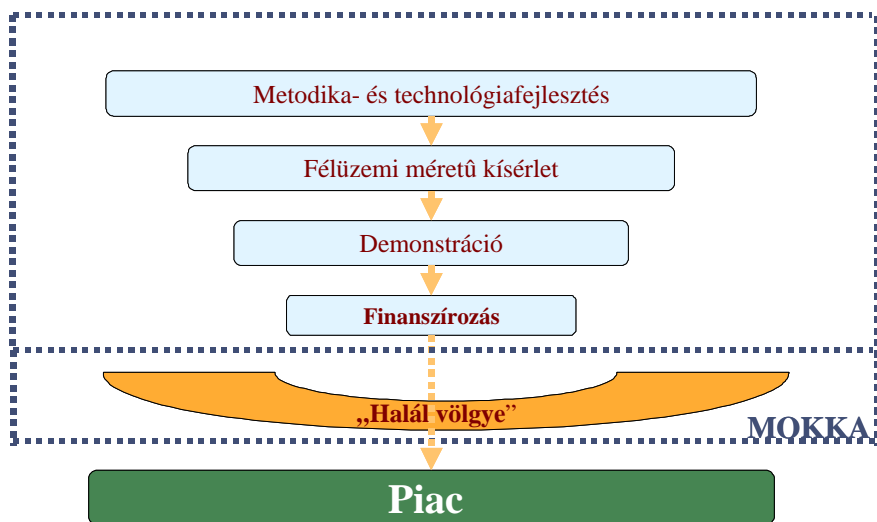 Metodika- és technológiafejlesztés
Félüzemi méretû kísérlet
Demonstráció
Finanszírozás
„Halál völgye”
MOKKA
Piac